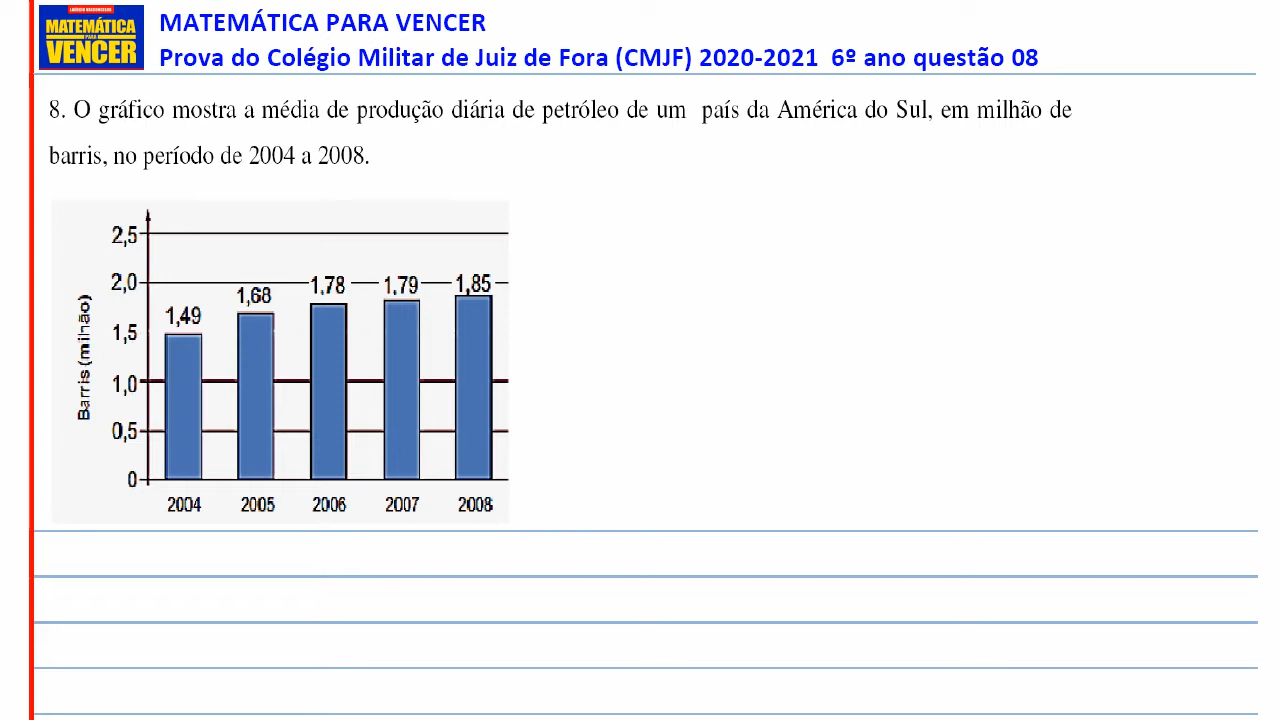 MATEMÁTICA
PARA
VENCER
MATEMÁTICA PARA VENCER
Prova do Colégio Militar de Juiz de Fora (CMJF) 2020-2021 6º ano questão 08
8. O gráfico mostra a média de produção diária de petróleo de um país da América do Sul, em milhão de
barris, no período de 2004 a 2008.
Barris (milhão)
2,5
2,0
1,5
1,0
0,5
0
1,49
1,68
1,78
1,79
1,85
2004 2005 2006 2007 2008